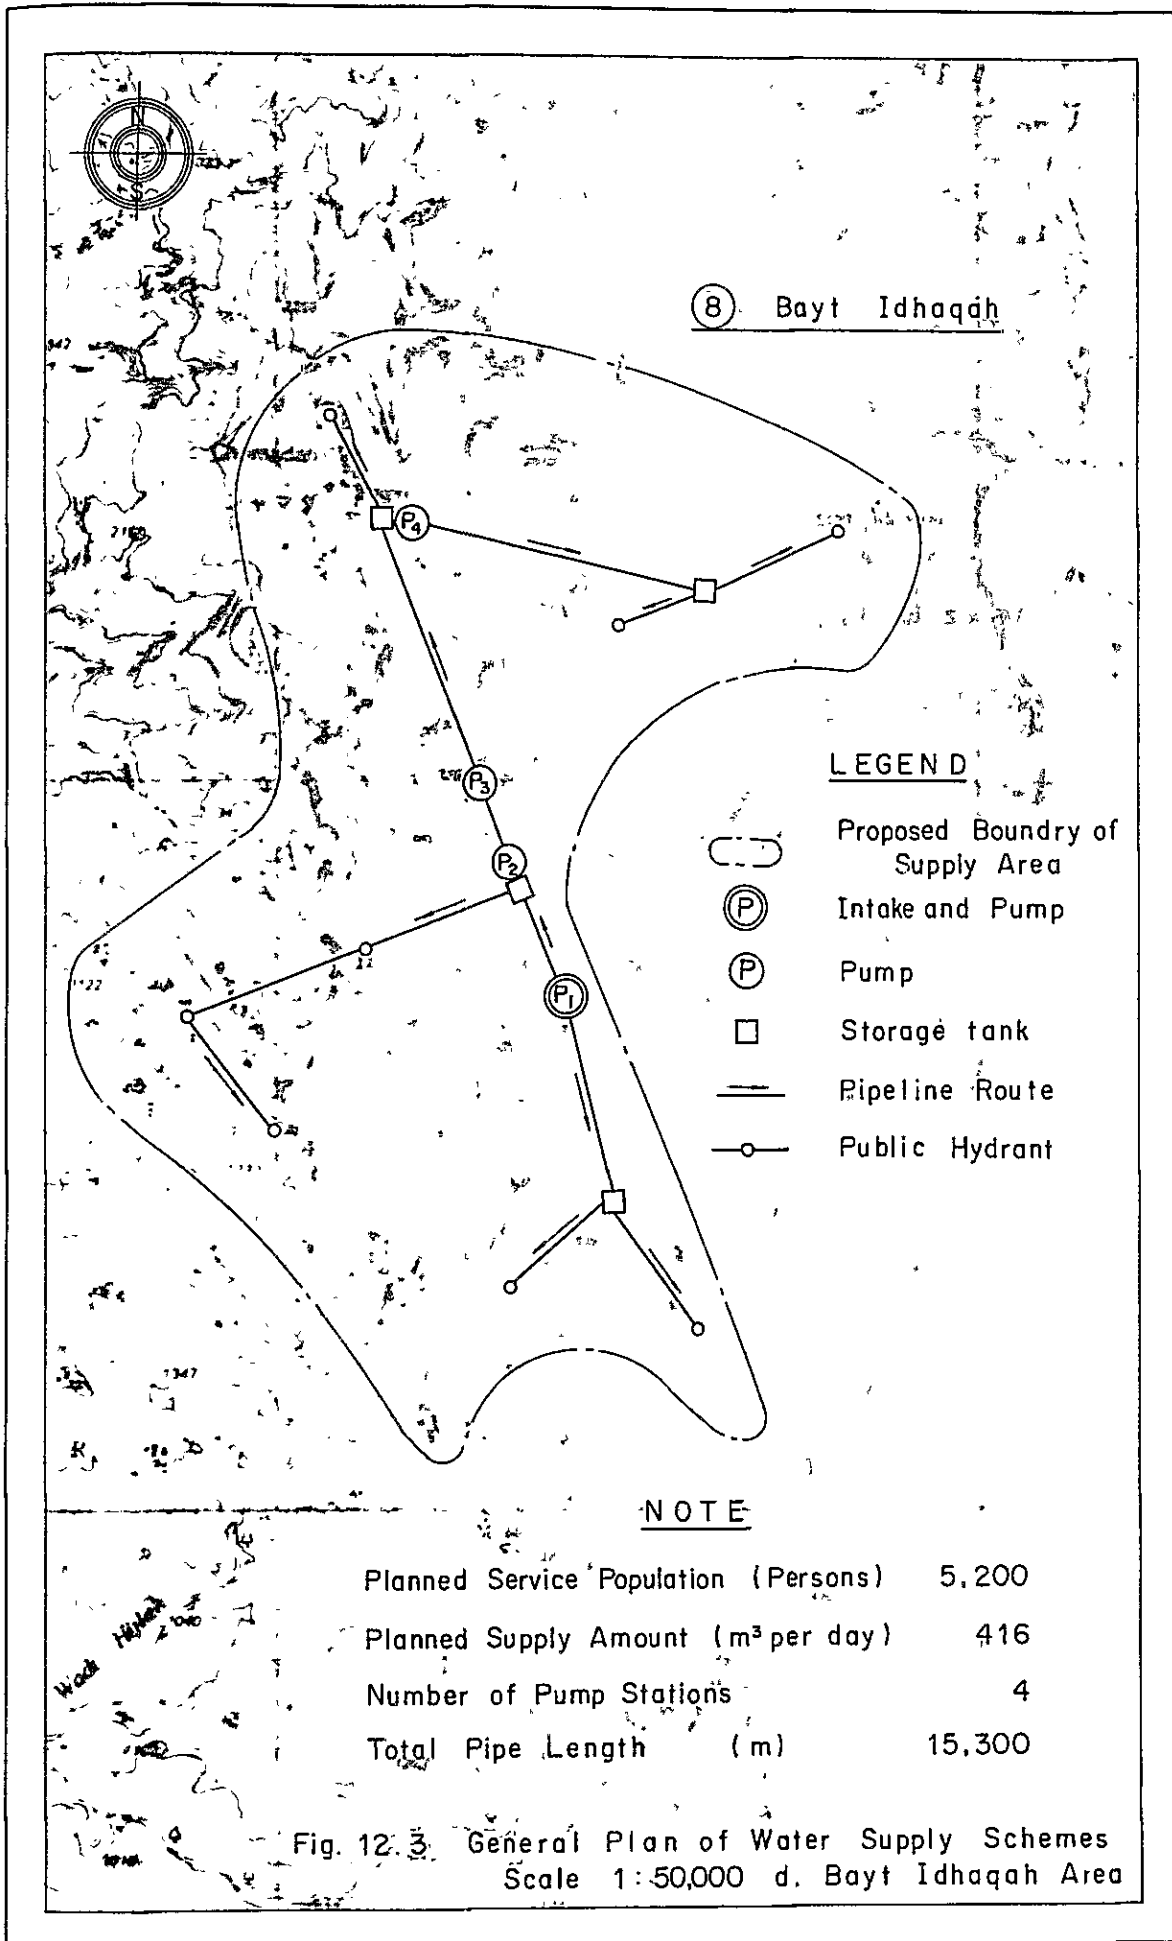 N
S
8 Bayt Idhaqah
P4
P3
P2
P1
LEGEND
Proposed Boundry of
Supply Area
P Intake and Pump
P Pump
Storage tank
Pipeline Route
Public Hydrant
1347
NOTE
Planned Service Population (Persons) 5,200
Planned Supply Amount (m³ per day) 416
Number of Pump Stations 4
Total Pipe Length (m) 15,300
Fig. 12.3 General Plan of Water Supply Schemes
Scale 1:50,000 d. Bayt Idhaqah Area